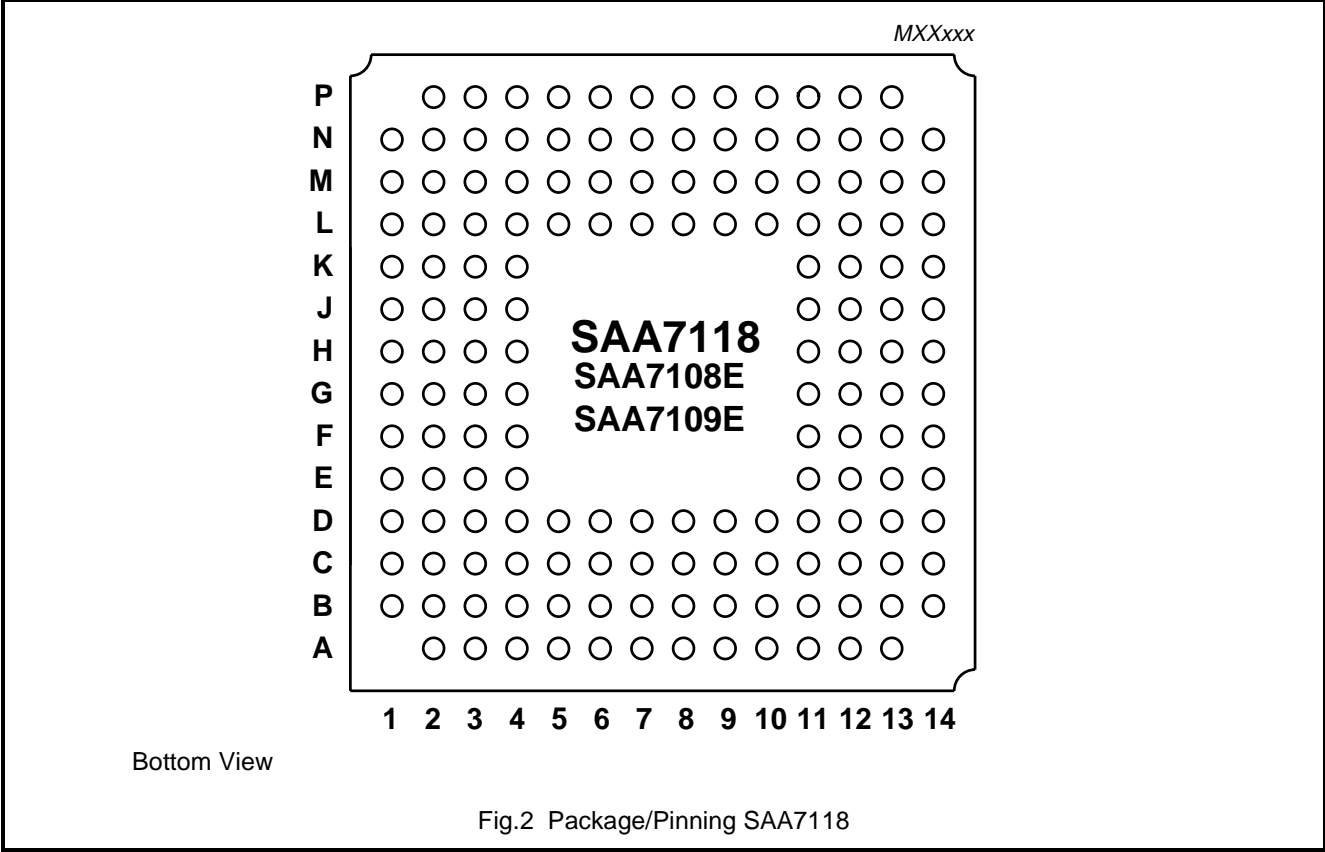 MXXxxx
P
N
M
L
K
J
H
G
F
E
D
C
B
A
SAA7118
SAA7108E
SAA7109E
1 2 3 4 5 6 7 8 9 10 11 12 13 14
Bottom View
Fig.2 Package/Pinning SAA7118